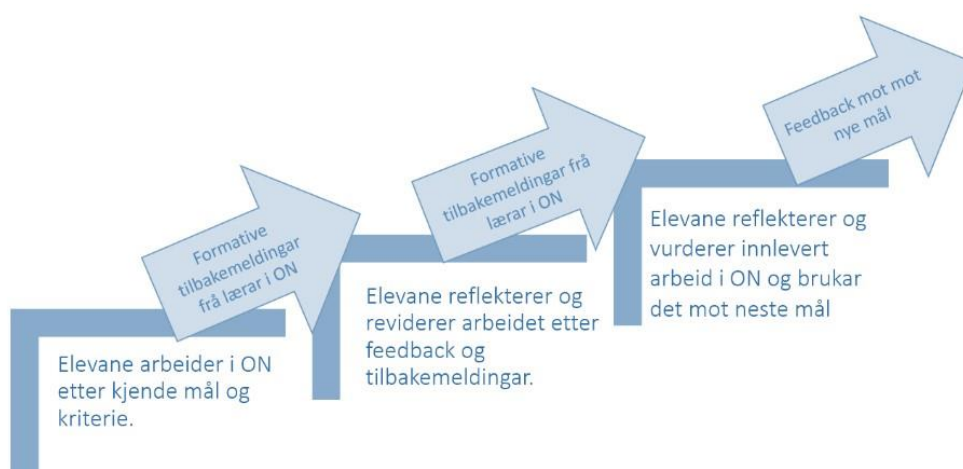 Formative
tilbakemeldingar
frå lærar i ON
Elevane arbeider i ON
etter kjende mål og
kriterie.
Formative
tilbakemeldingar frå
lærar i ON
Elevane reflekterer og
reviderer arbeidet etter
feedback og
tilbakemeldingar.
Feedback mot mot
nye mål
Elevane reflekterer og
vurderer innlevert
arbeid i ON og brukar
det mot neste mål